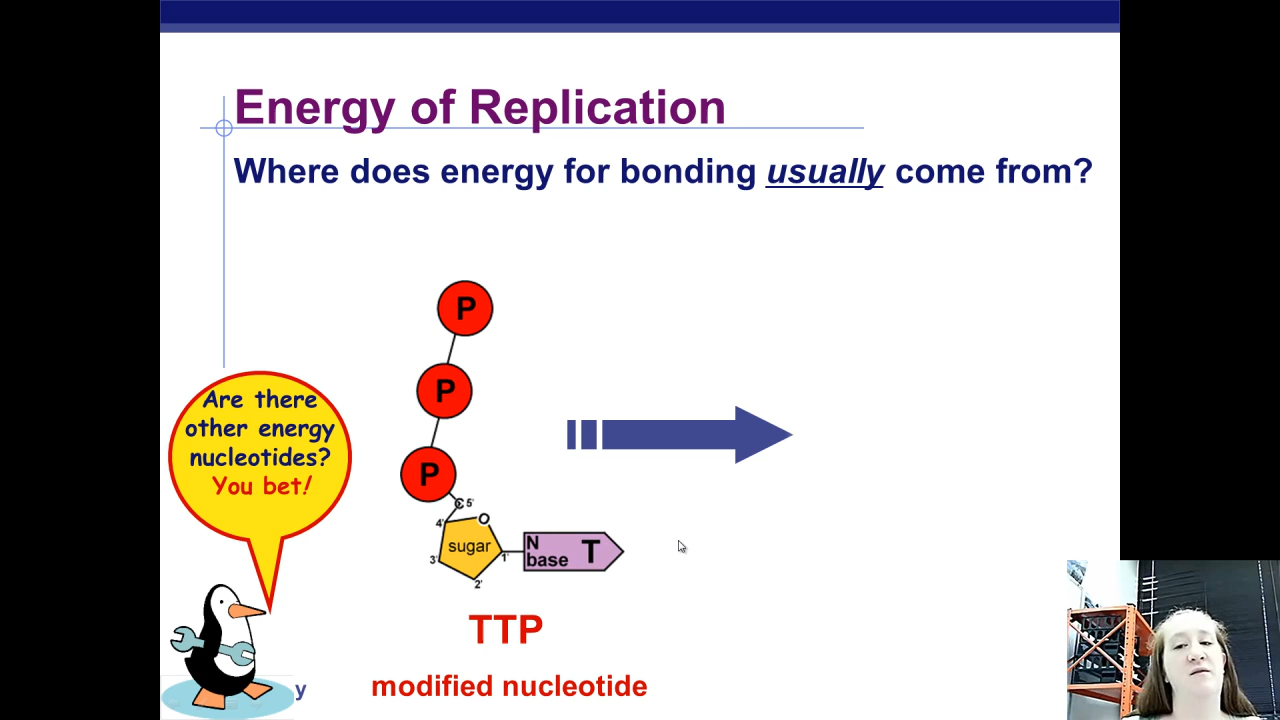 Energy of Replication
Where does energy for bonding usually come from?
P
P
P
Are there
other energy
nucleotides?
You bet!
C 5'
4'
O
sugar
3'
1'
2'
N
base T
TTP
modified nucleotide
y